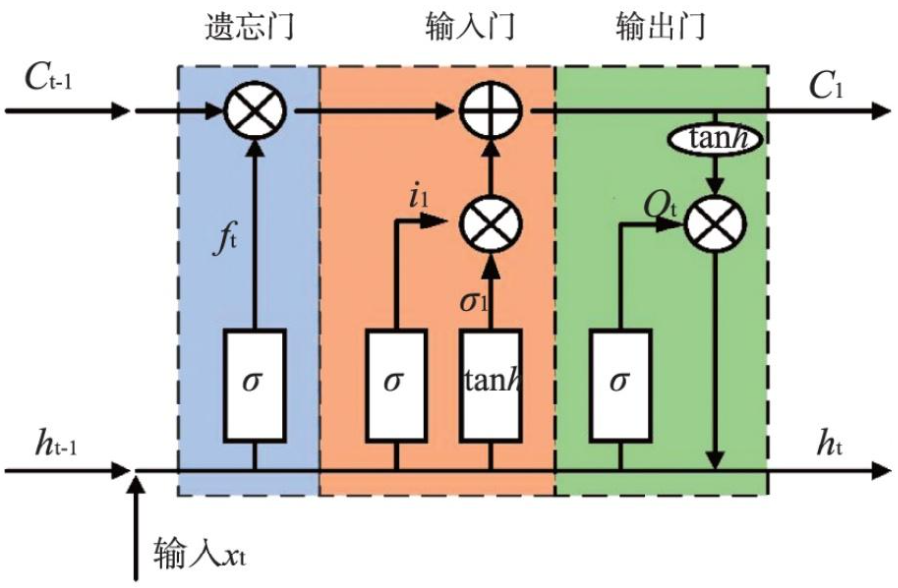 遗忘门 输入门 输出门
Ct-1
C1
tanh
i1
Ot
ft
σ1
σ σ tanh σ
ht-1
ht
输入xt